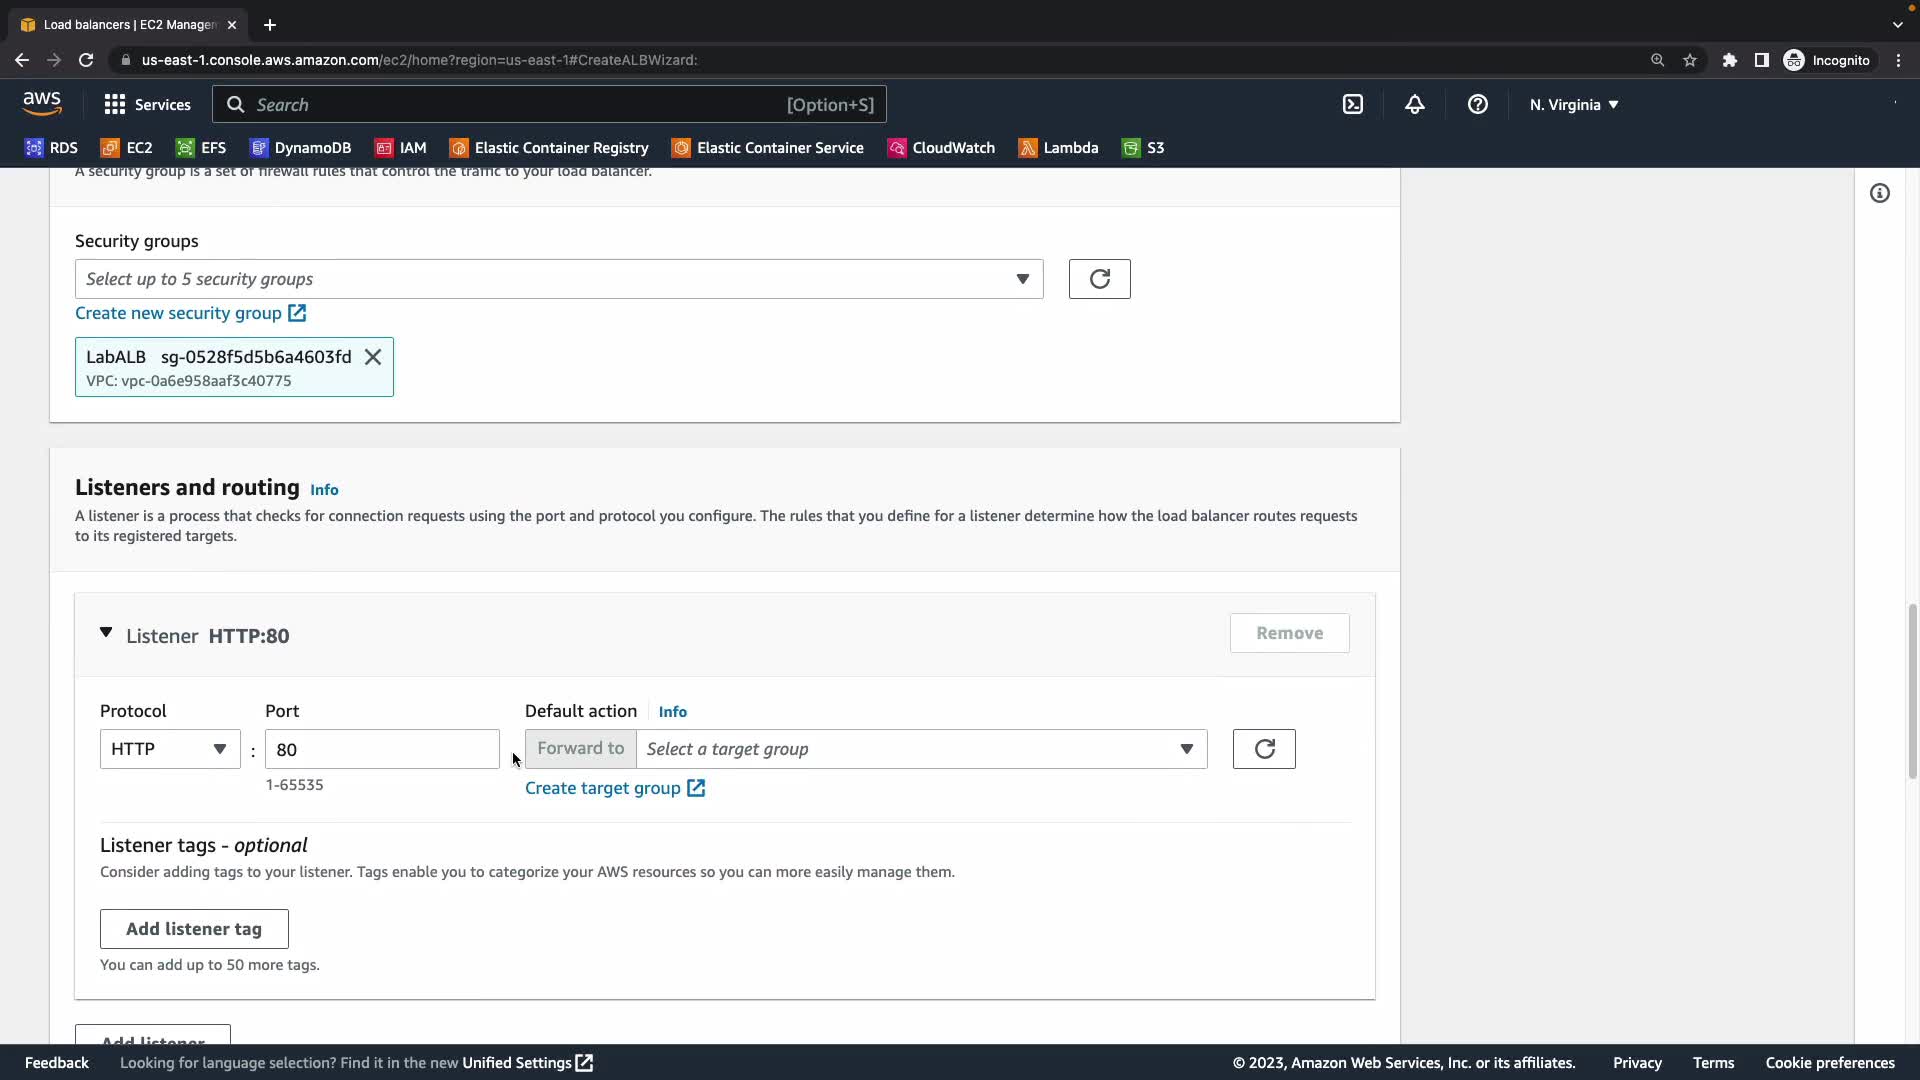 Load balancers | EC2 Managem
us-east-1.console.aws.amazon.com/ec2/home?region=us-east-1#CreateALBWizard:
Incognito
aws
Services
Search
[Option+S]
N. Virginia
RDS
EC2
EFS
DynamoDB
IAM
Elastic Container Registry
Elastic Container Service
CloudWatch
Lambda
S3
A security group is a set of firewall rules that control the traffic to your load balancer.
Security groups
Select up to 5 security groups
Create new security group
LabALB sg-0528f5d5b6a4603fd
VPC: vpc-0a6e958aaf3c40775
Listeners and routing Info
A listener is a process that checks for connection requests using the port and protocol you configure. The rules that you define for a listener determine how the load balancer routes requests
to its registered targets.
Listener HTTP:80
Remove
Protocol
Port
Default action
Info
HTTP
:
80
Forward to
Select a target group
1-65535
Create target group
Listener tags - optional
Consider adding tags to your listener. Tags enable you to categorize your AWS resources so you can more easily manage them.
Add listener tag
You can add up to 50 more tags.
Add listener
Feedback
Looking for language selection? Find it in the new Unified Settings
© 2023, Amazon Web Services, Inc. or its affiliates.
Privacy
Terms
Cookie preferences